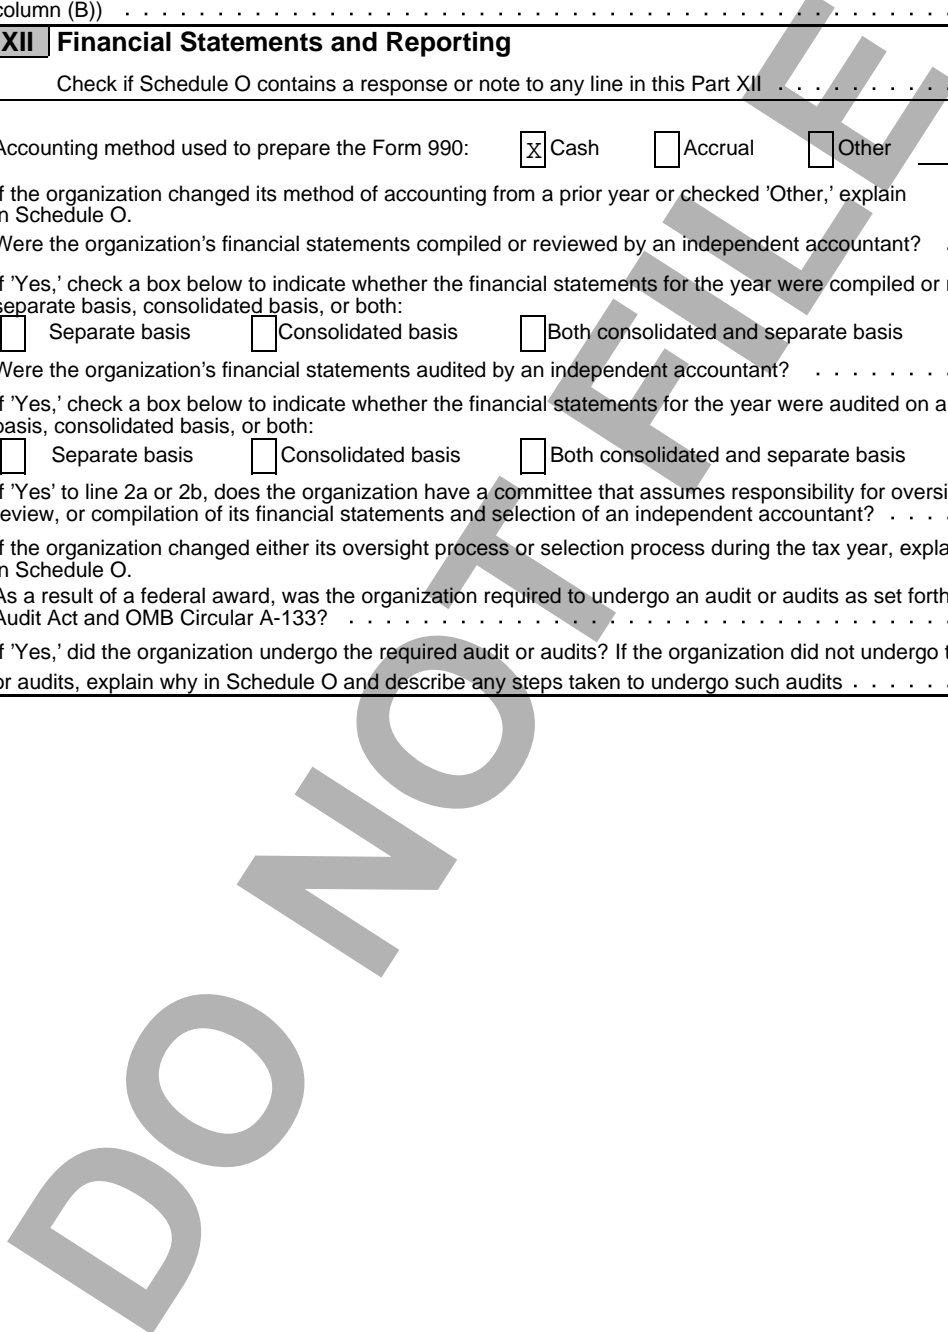 column (B))
XII Financial Statements and Reporting
Check if Schedule O contains a response or note to any line in this Part XII
Accounting method used to prepare the Form 990: X Cash Accrual Other
If the organization changed its method of accounting from a prior year or checked 'Other,' explain
in Schedule O.
Were the organization's financial statements compiled or reviewed by an independent accountant?
If 'Yes,' check a box below to indicate whether the financial statements for the year were compiled or
separate basis, consolidated basis, or both:
Separate basis Consolidated basis Both consolidated and separate basis
Were the organization's financial statements audited by an independent accountant?
If 'Yes,' check a box below to indicate whether the financial statements for the year were audited on a
basis, consolidated basis, or both:
Separate basis Consolidated basis Both consolidated and separate basis
If 'Yes' to line 2a or 2b, does the organization have a committee that assumes responsibility for oversi
review, or compilation of its financial statements and selection of an independent accountant?
If the organization changed either its oversight process or selection process during the tax year, expla
in Schedule O.
As a result of a federal award, was the organization required to undergo an audit or audits as set forth
Audit Act and OMB Circular A-133?
If 'Yes,' did the organization undergo the required audit or audits? If the organization did not undergo
or audits, explain why in Schedule O and describe any steps taken to undergo such audits
DO NOT FILE